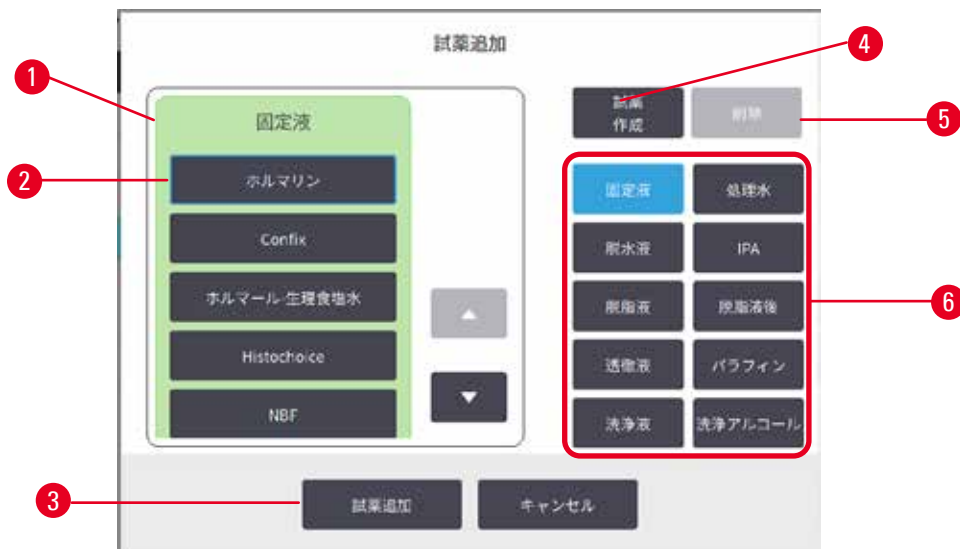 試薬追加
4
1
試薬
作成
削除
5
固定液
2
ホルマリン
固定液
処理水
Confix
脱水液
IPA
ホルマール-生理食塩水
脱脂液
脱脂液後
6
Histochoice
透徹液
パラフィン
NBF
洗浄液
洗浄アルコール
3
試薬追加
キャンセル